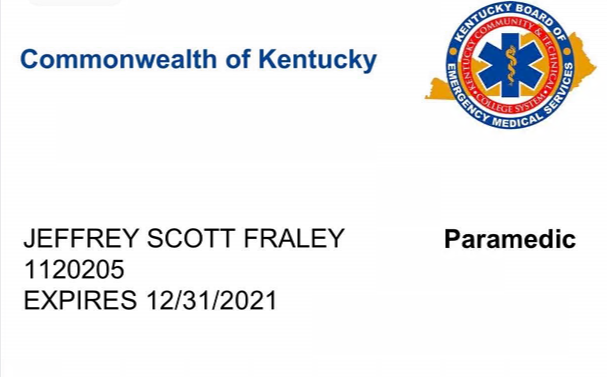 Commonwealth of Kentucky
KENTUCKY BOARD OF
EMERGENCY MEDICAL SERVICES
KENTUCKY COMMUNITY & TECHNICAL
COLLEGE SYSTEM
JEFFREY SCOTT FRALEY
Paramedic
1120205
EXPIRES 12/31/2021